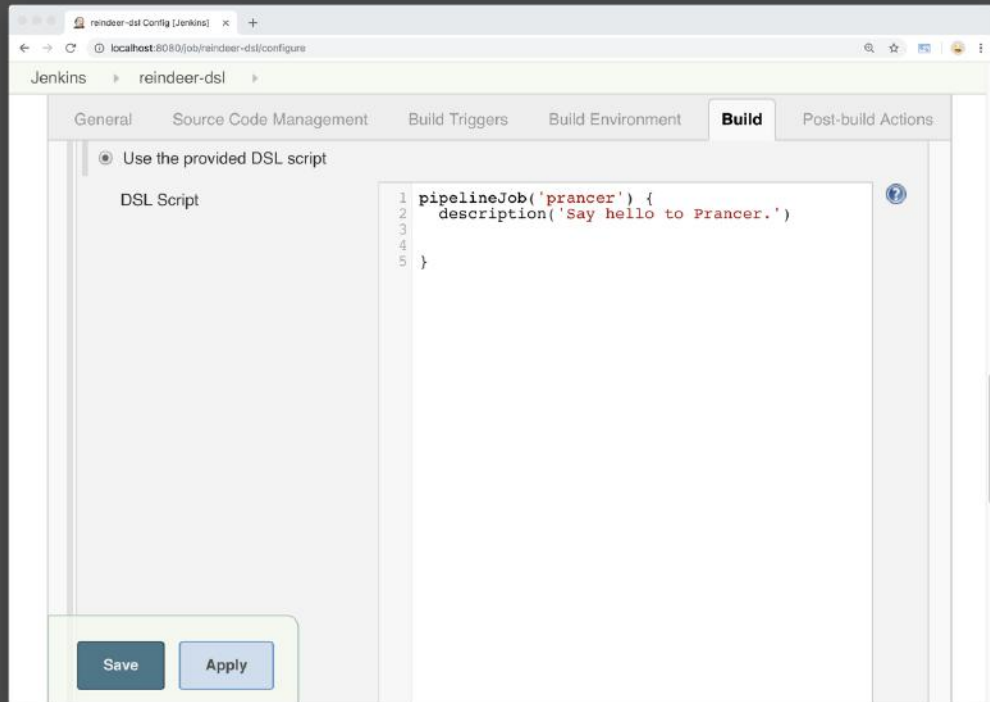 reindeer-dsl Config [Jenkins]
localhost:8080/job/reindeer-dsl/configure
Jenkins reindeer-dsl
General Source Code Management Build Triggers Build Environment Build Post-build Actions
Use the provided DSL script
DSL Script
1 pipelineJob('prancer') {
2 description('Say hello to Prancer.')
3
4
5 }
Save Apply